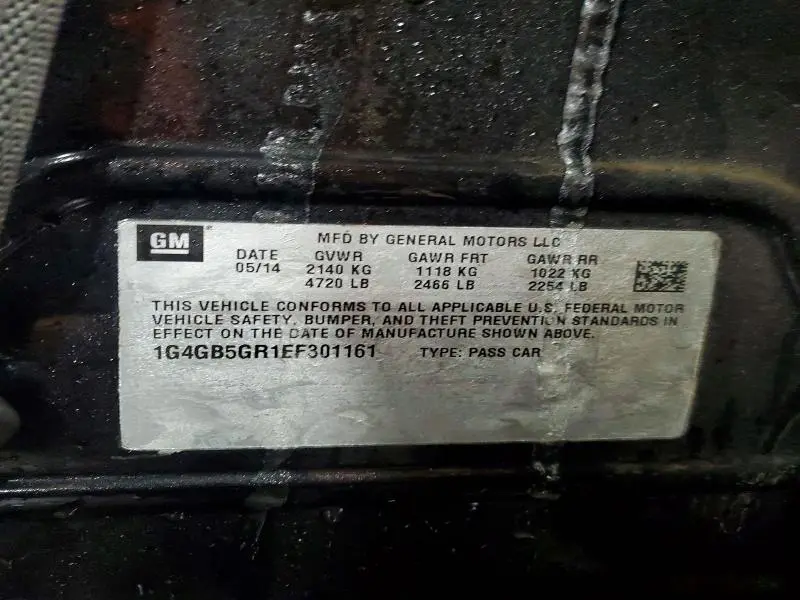 GM
MFD BY GENERAL MOTORS LLC
DATE GVWR GAWR FRT GAWR RR
05/14 2140 KG 1118 KG 1022 KG
4720 LB 2466 LB 2254 LB
THIS VEHICLE CONFORMS TO ALL APPLICABLE U.S. FEDERAL MOTOR
VEHICLE SAFETY, BUMPER, AND THEFT PREVENTION STANDARDS IN
EFFECT ON THE DATE OF MANUFACTURE SHOWN ABOVE.
1G4GB5GR1EF301161 TYPE: PASS CAR